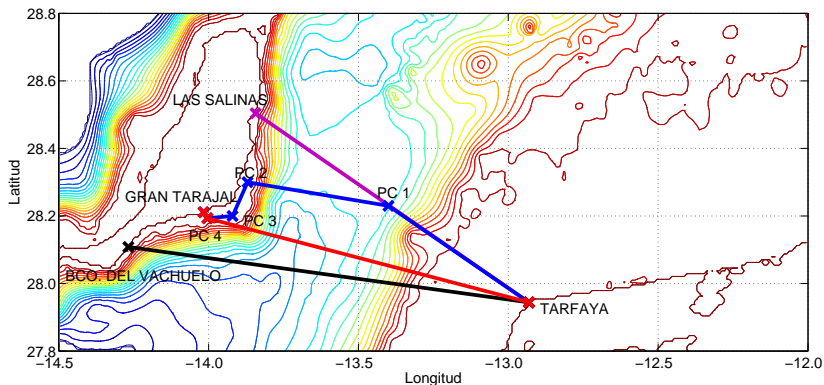 28.8
28.6
28.4
28.2
28.0
27.8
Latitud
LAS SALINAS
PC 2
PC 1
GRAN TARAJAL
PC 3
PC 4
BCO. DEL VACHUELO
TARFAYA
−14.5 −14.0 −13.5 −13.0 −12.5 −12.0
Longitud